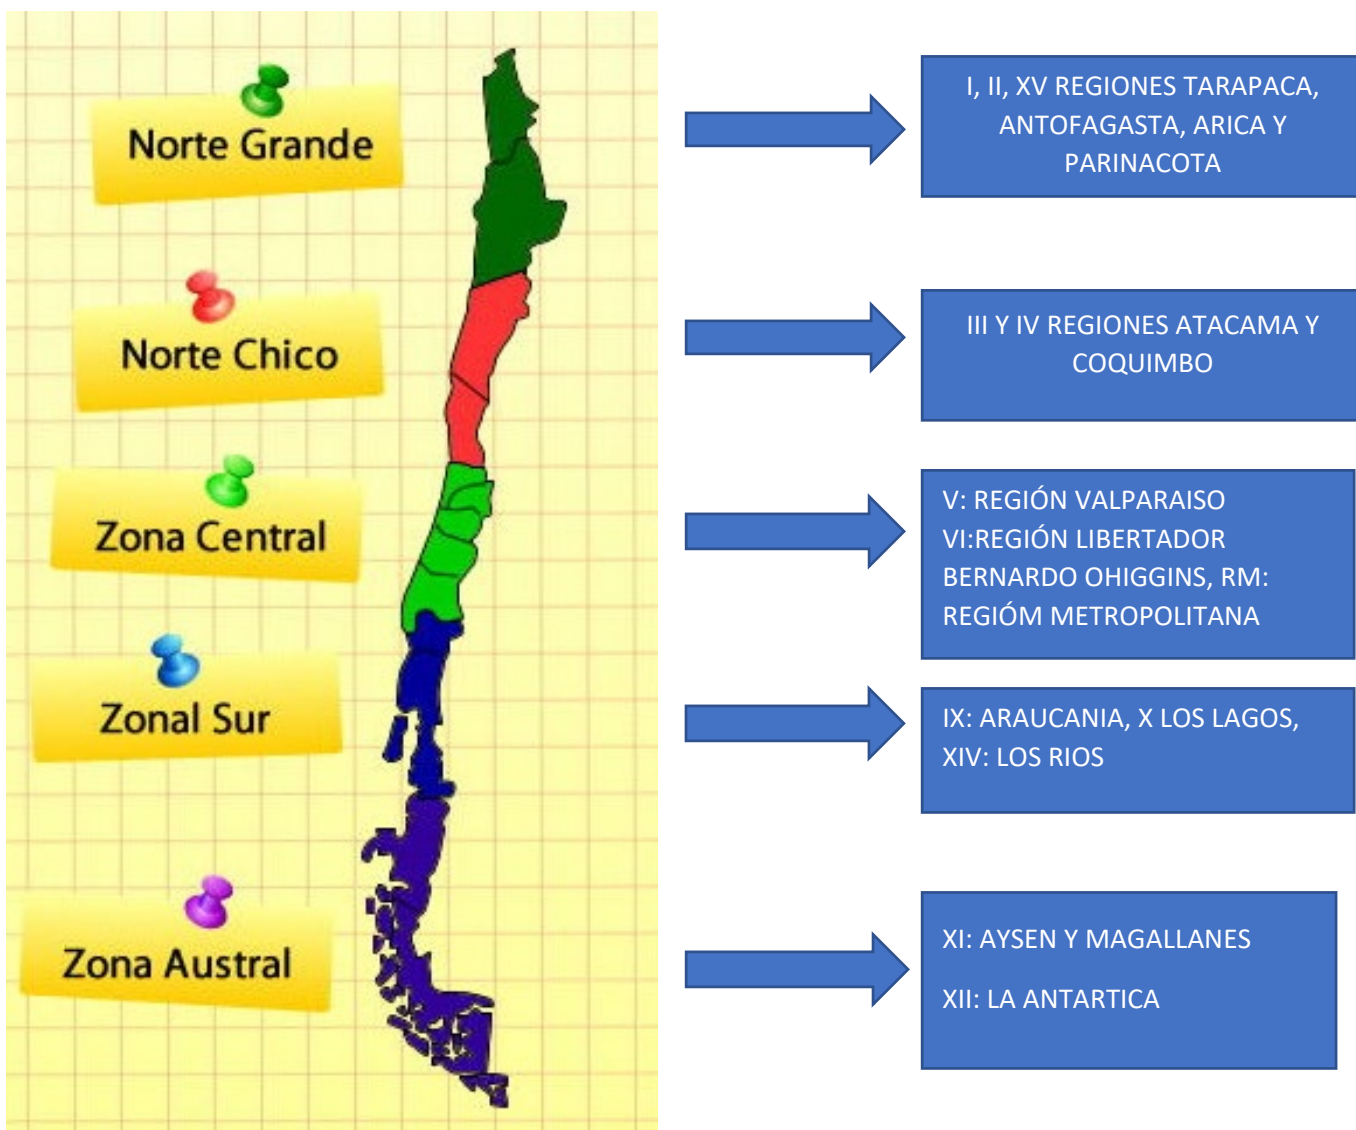 Norte Grande
I, II, XV REGIONES TARAPACA,
ANTOFAGASTA, ARICA Y
PARINACOTA
Norte Chico
III Y IV REGIONES ATACAMA Y
COQUIMBO
Zona Central
V: REGIÓN VALPARAISO
VI:REGIÓN LIBERTADOR
BERNARDO OHIGGINS, RM:
REGIÓM METROPOLITANA
Zonal Sur
IX: ARAUCANIA, X LOS LAGOS,
XIV: LOS RIOS
Zona Austral
XI: AYSEN Y MAGALLANES
XII: LA ANTARTICA